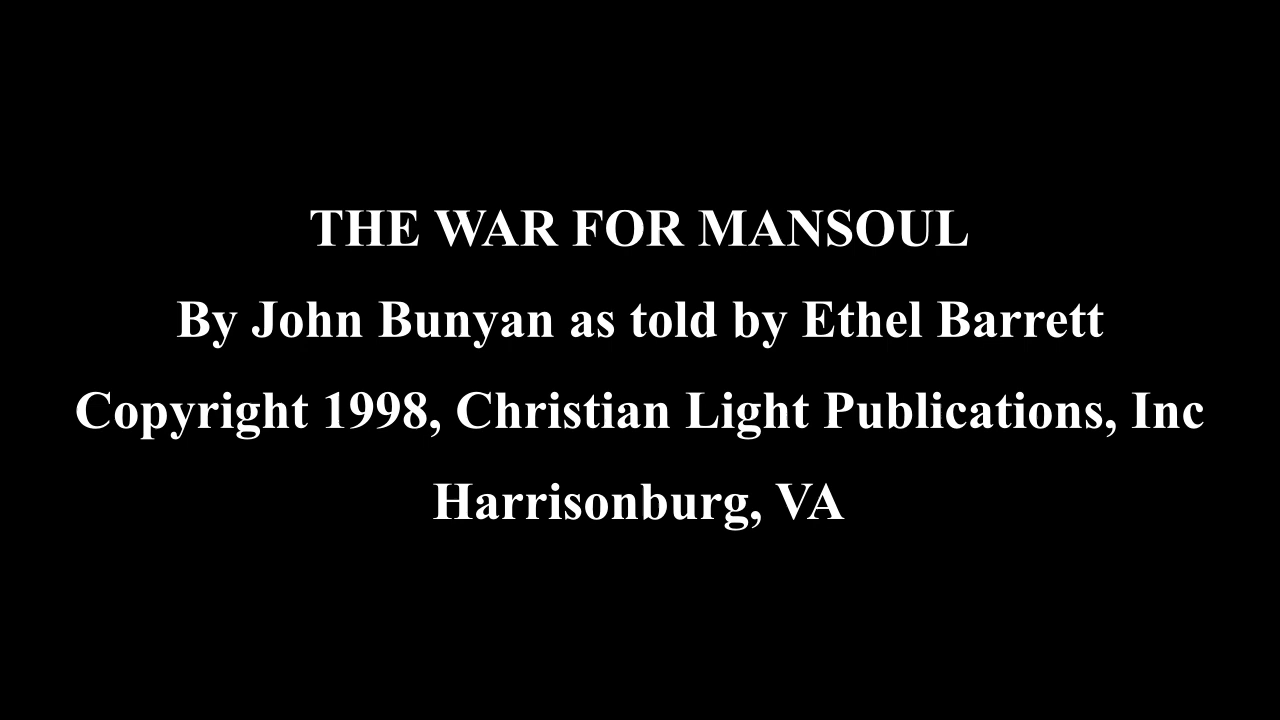 THE WAR FOR MANSOUL
By John Bunyan as told by Ethel Barrett
Copyright 1998, Christian Light Publications, Inc
Harrisonburg, VA